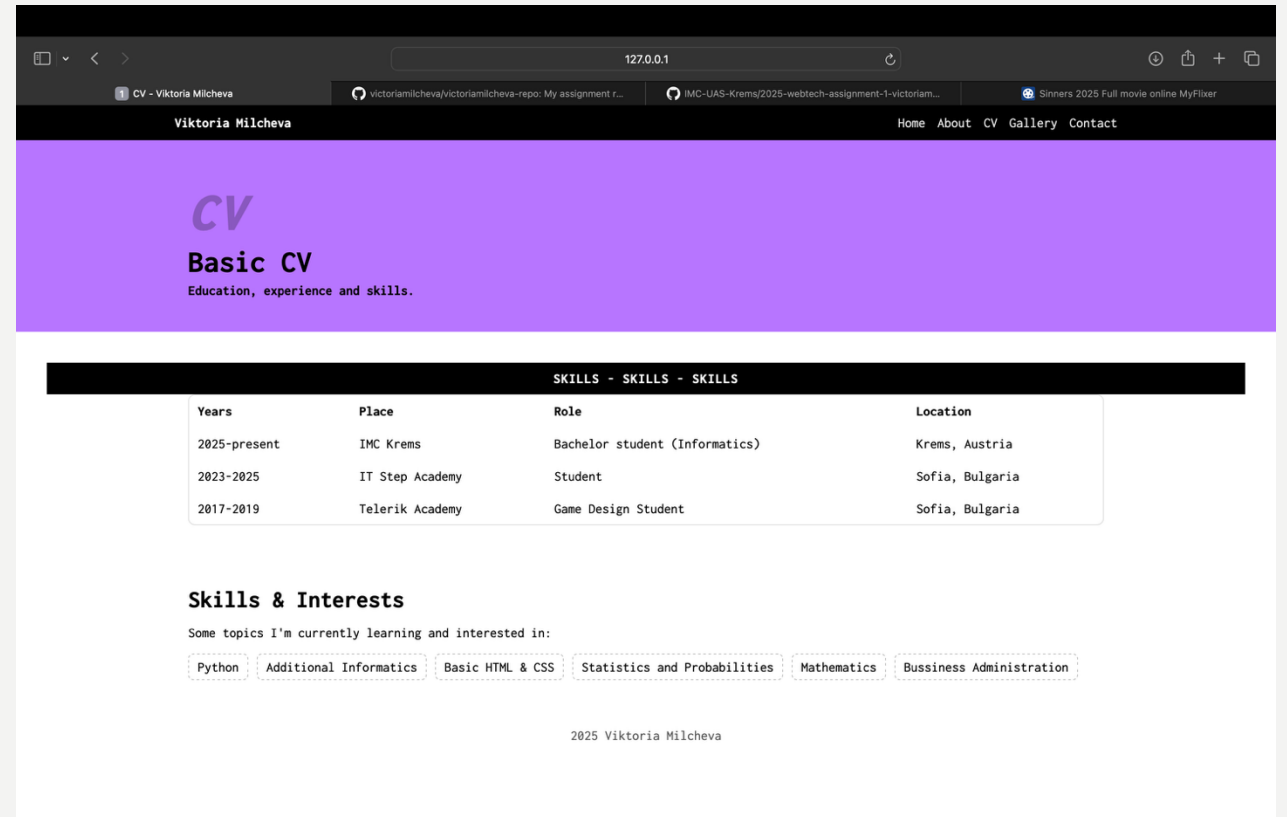 127.0.0.1
1 CV - Viktoria Milcheva
victoriamilcheva/victoriamilcheva-repo: My assignment r...
IMC-UAS-Krems/2025-webtech-assignment-1-victoriam...
Sinners 2025 Full movie online MyFlixer
Viktoria Milcheva Home About CV Gallery Contact
CV
Basic CV
Education, experience and skills.
SKILLS - SKILLS - SKILLS
Years Place Role Location
2025-present IMC Krems Bachelor student (Informatics) Krems, Austria
2023-2025 IT Step Academy Student Sofia, Bulgaria
2017-2019 Telerik Academy Game Design Student Sofia, Bulgaria
Skills & Interests
Some topics I'm currently learning and interested in:
Python Additional Informatics Basic HTML & CSS Statistics and Probabilities Mathematics Bussiness Administration
2025 Viktoria Milcheva